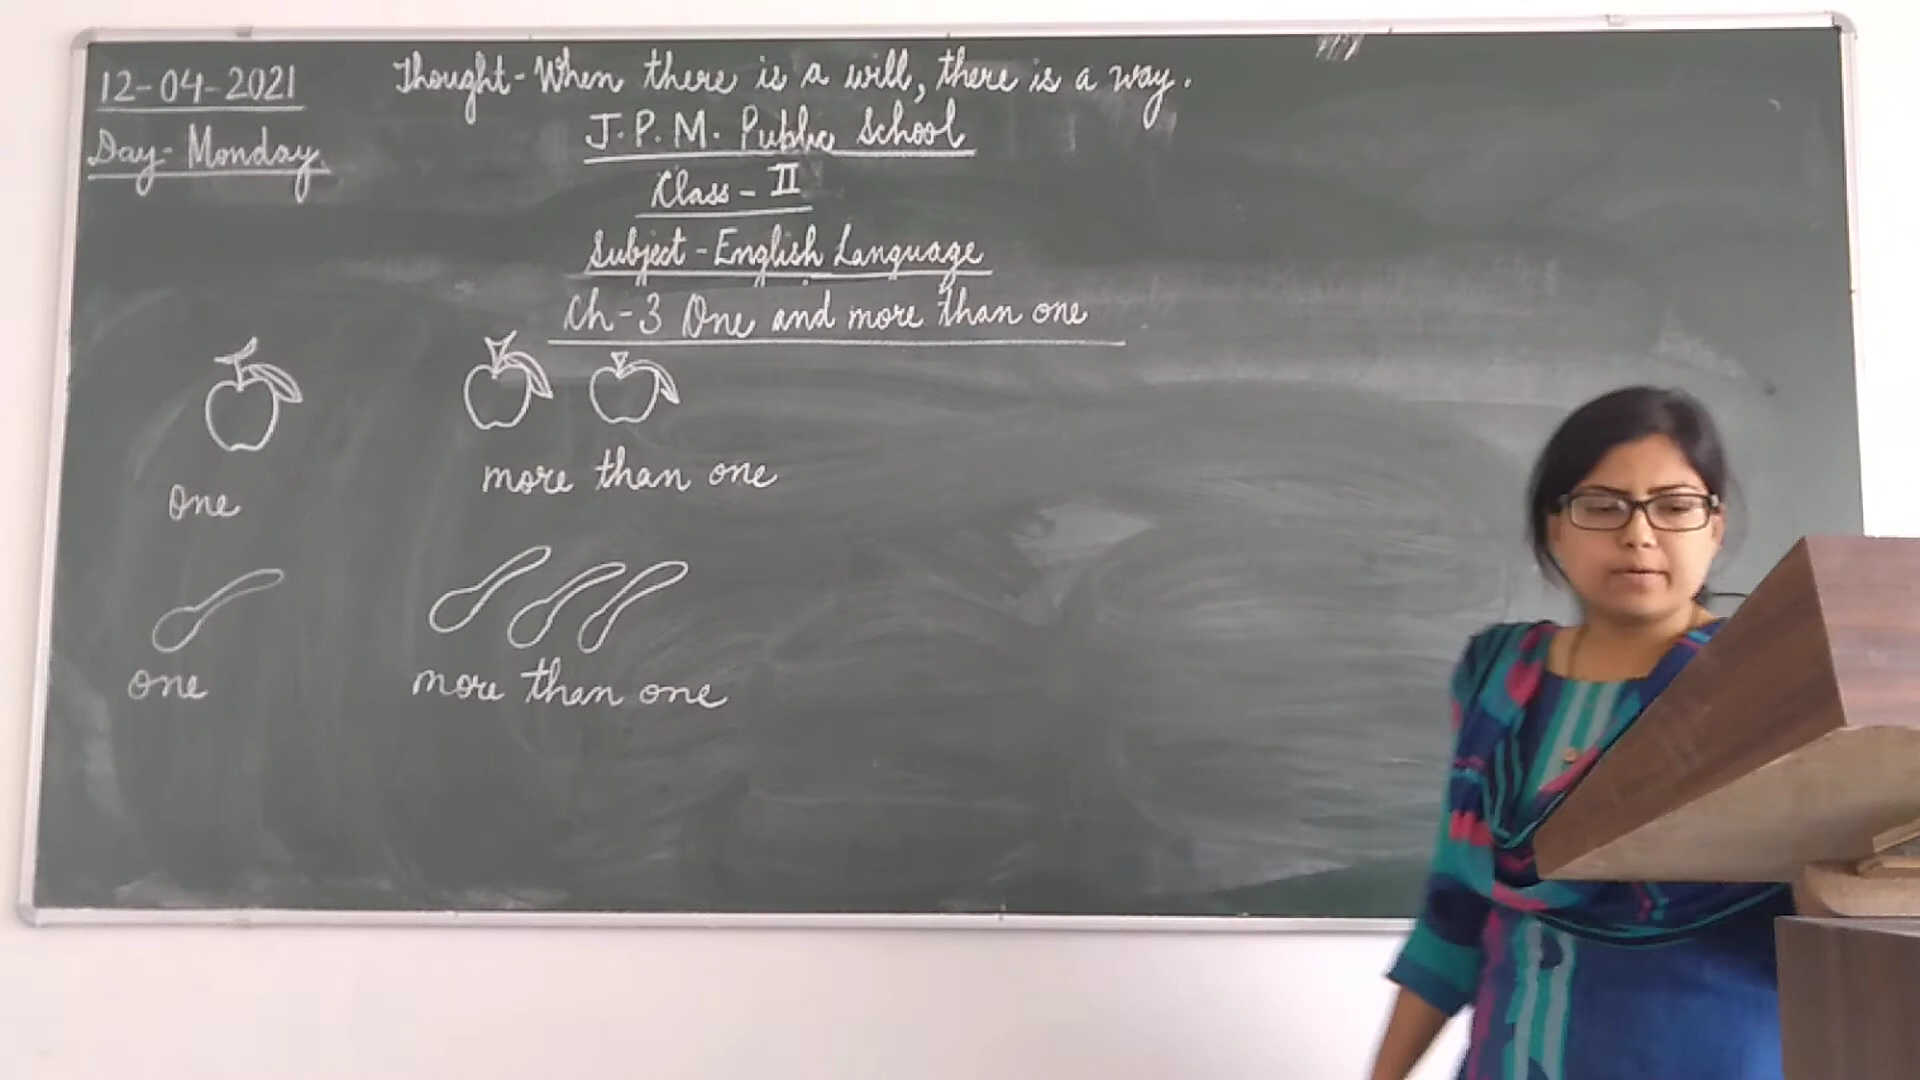 12-04-2021
Thought - When there is a will, there is a way.
Day - Monday.
J.P.M. Public School
Class - II
Subject - English Language
Ch - 3 One and more than one
One
more than one
one
more than one